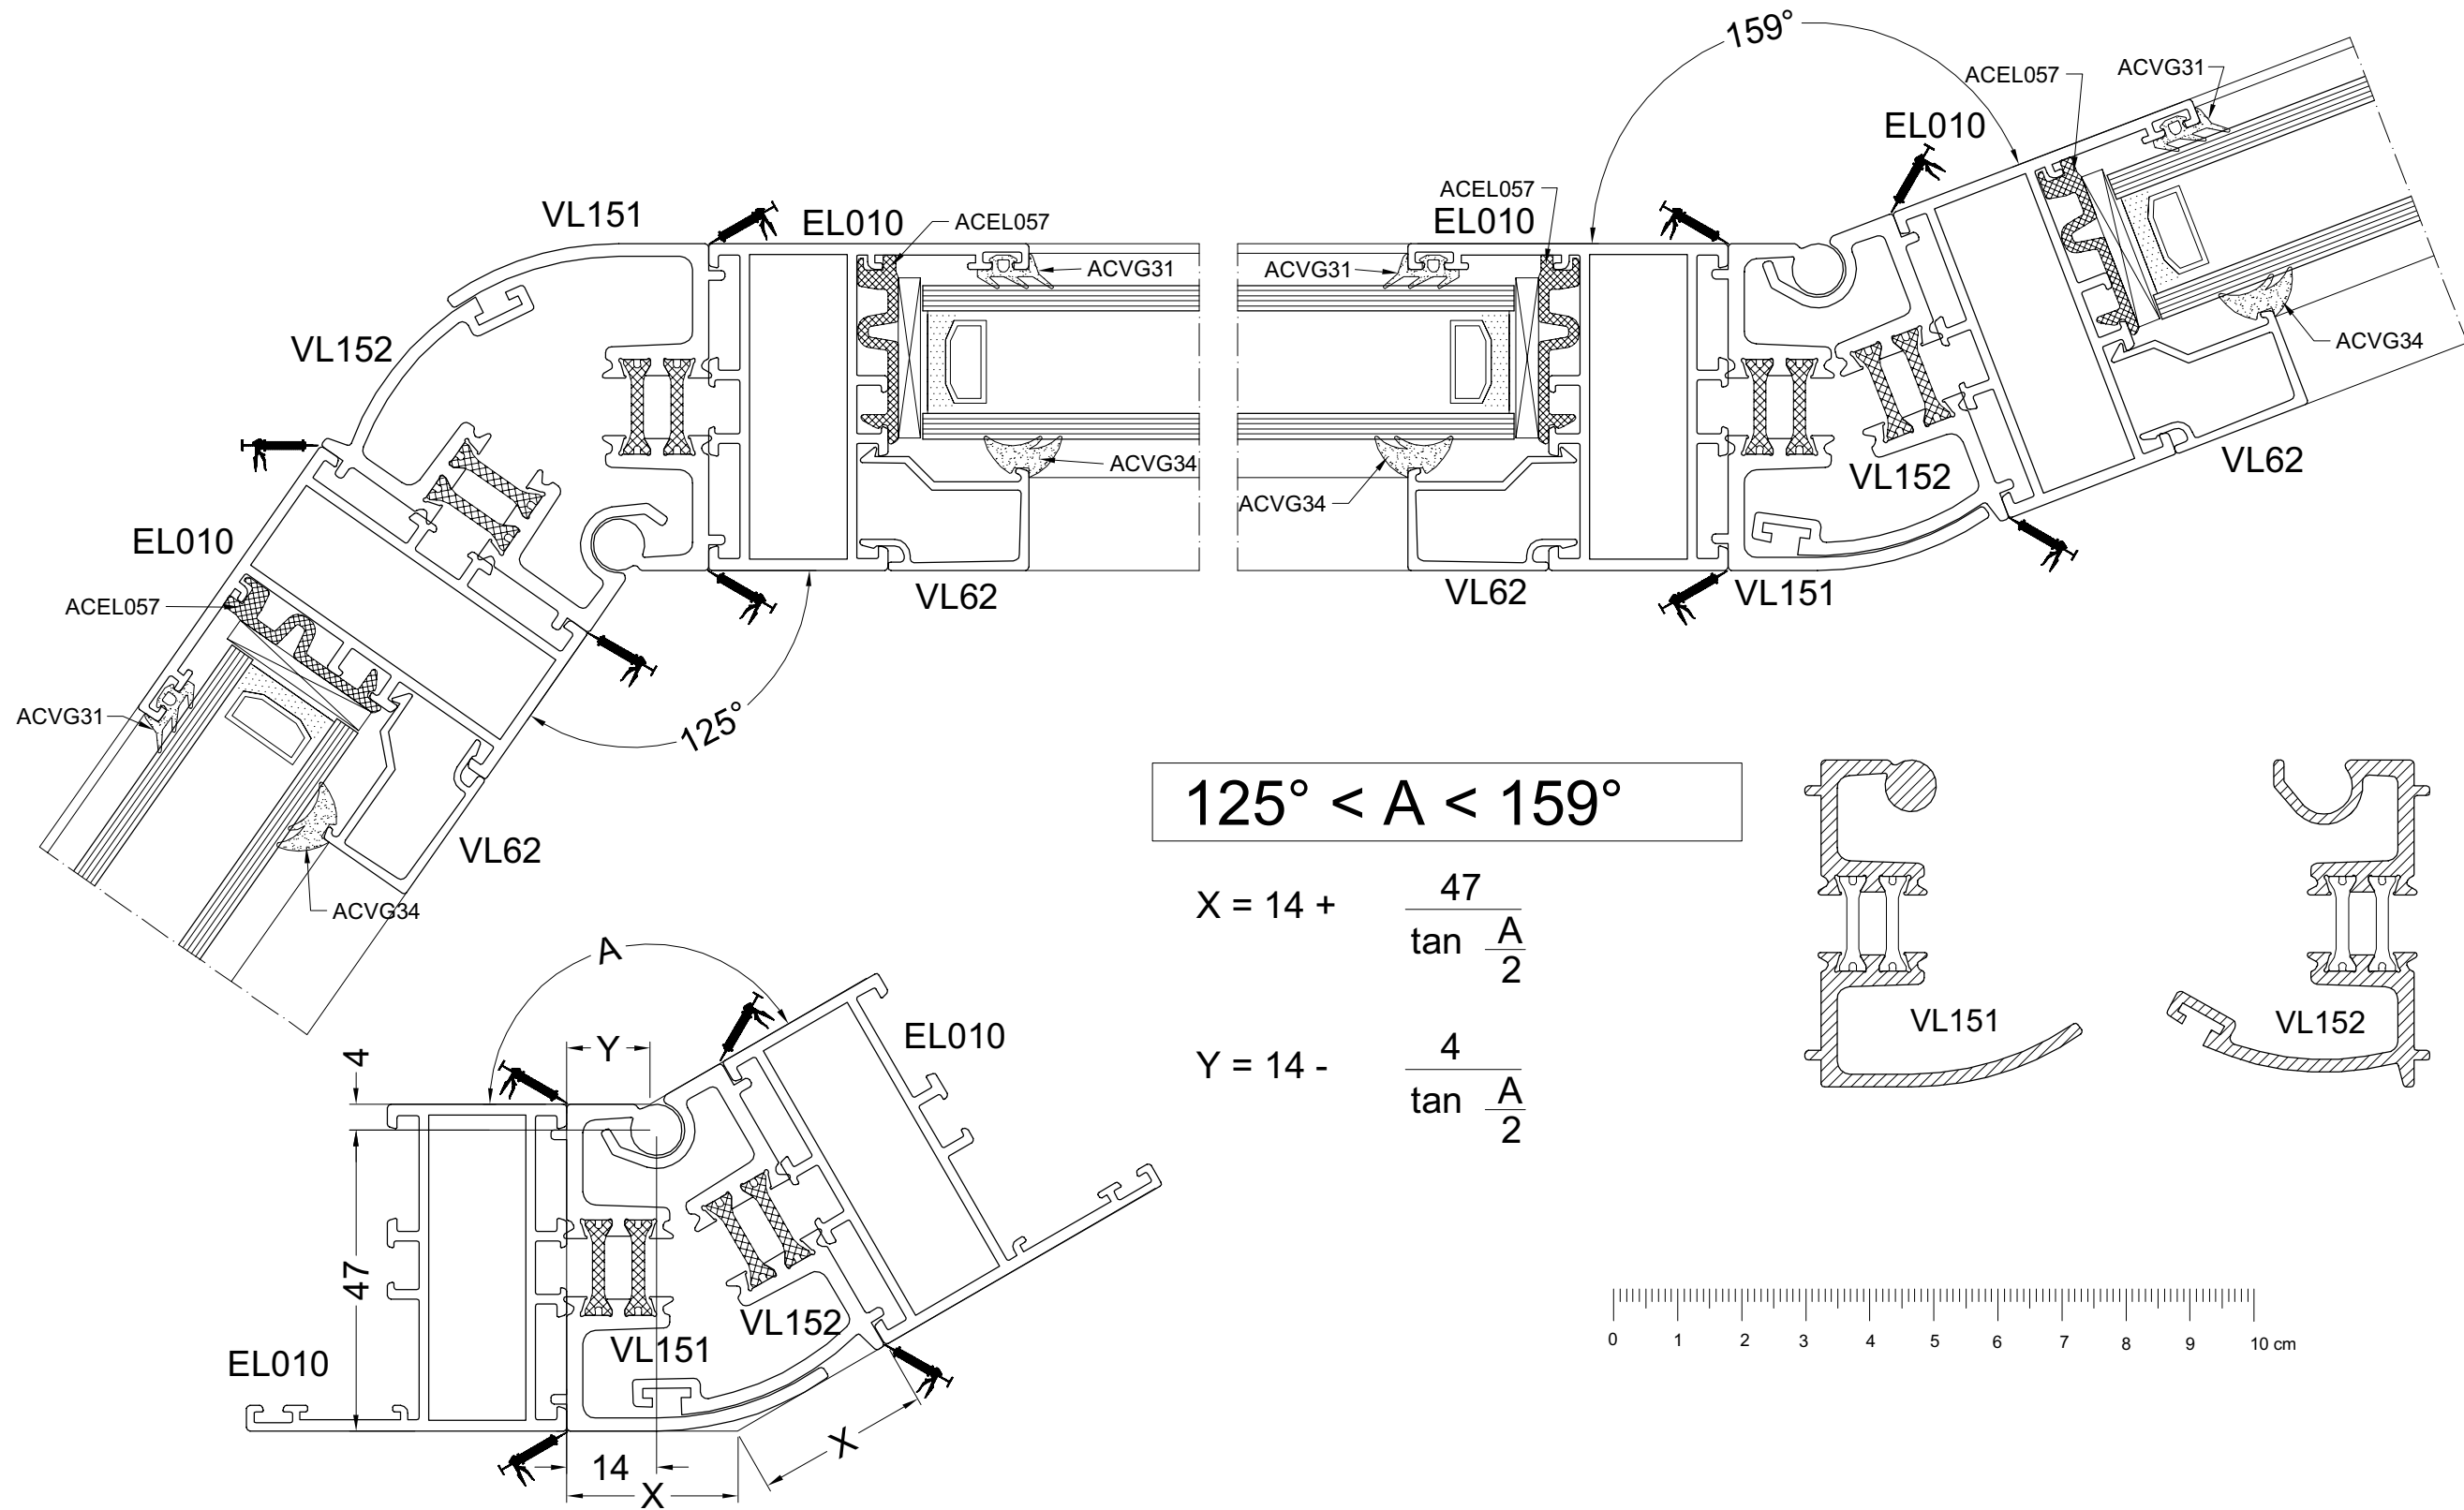 159°
ACEL057
ACVG31
EL010
VL151
EL010
ACEL057
ACVG31
ACEL057
EL010
ACVG31
VL152
ACVG34
ACVG34
ACVG34
VL152
VL62
EL010
VL62
VL62
VL151
ACEL057
ACVG31
125°
VL62
ACVG34
125° < A < 159°
X = 14 + 47
tan A
2
Y = 14 - 4
tan A
2
VL151
VL152
A
Y
4
EL010
47
VL152
VL151
EL010
14
X
X
0 1 2 3 4 5 6 7 8 9 10 cm